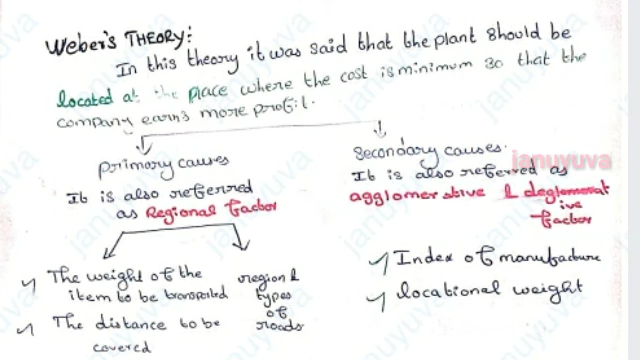 Weber's THEORY:
In this theory it was said that the plant should be
located at the place where the cost is minimum so that the
company earns more profit.
primary causes
It is also referred
as Regional factor
The weight of the
item to be transported
The distance to be
covered
region &
types
of
roads
Secondary causes.
It is also referred as
agglomerative & deglomerat
ive
factor
Index of manufacture
locational weight
januyuva